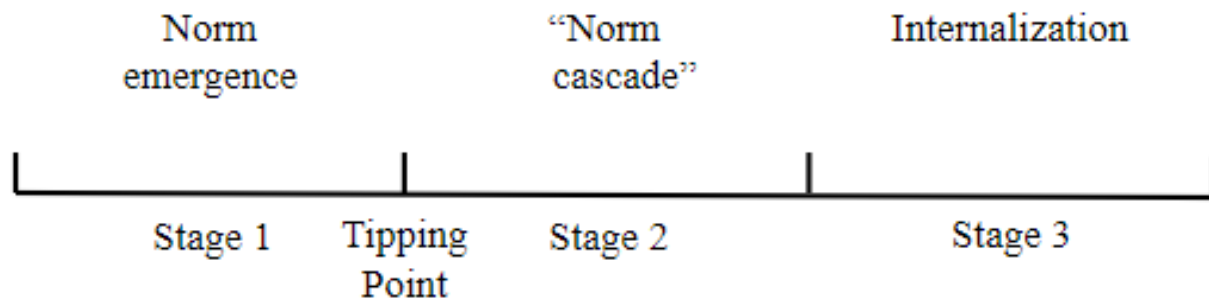 Norm
emergence
“Norm
cascade”
Internalization
Stage 1
Tipping
Point
Stage 2
Stage 3